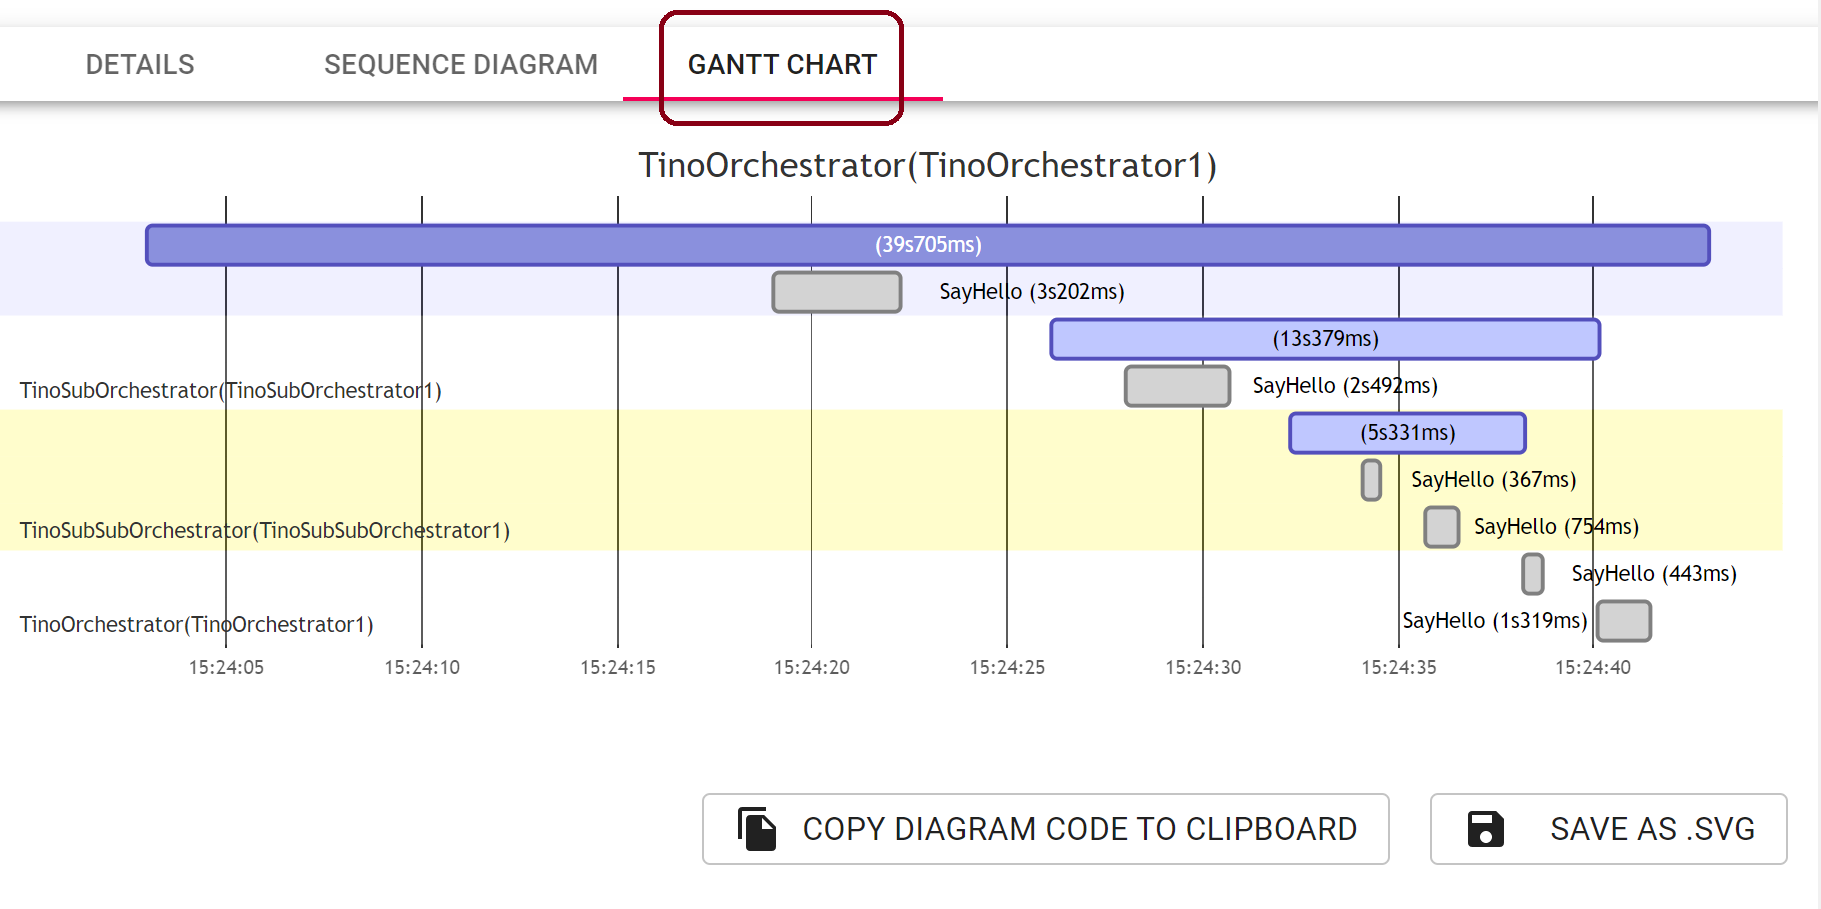 DETAILS
SEQUENCE DIAGRAM
GANTT CHART
TinoOrchestrator(TinoOrchestrator1)
(39s705ms)
SayHello (3s202ms)
(13s379ms)
SayHello (2s492ms)
TinoSubOrchestrator(TinoSubOrchestrator1)
(5s331ms)
SayHello (367ms)
SayHello (754ms)
TinoSubSubOrchestrator(TinoSubSubOrchestrator1)
SayHello (443ms)
SayHello (1s319ms)
TinoOrchestrator(TinoOrchestrator1)
15:24:05
15:24:10
15:24:15
15:24:20
15:24:25
15:24:30
15:24:35
15:24:40
COPY DIAGRAM CODE TO CLIPBOARD
SAVE AS .SVG